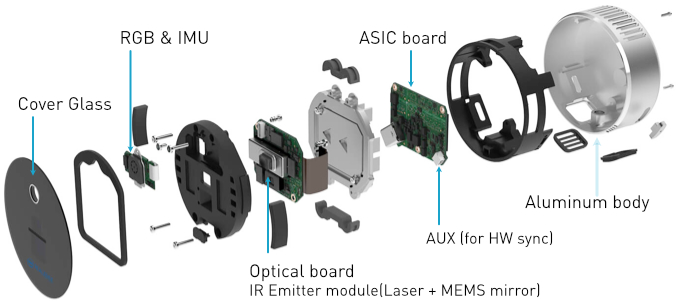 RGB & IMU
ASIC board
Cover Glass
Aluminum body
AUX (for HW sync)
Optical board
IR Emitter module(Laser + MEMS mirror)